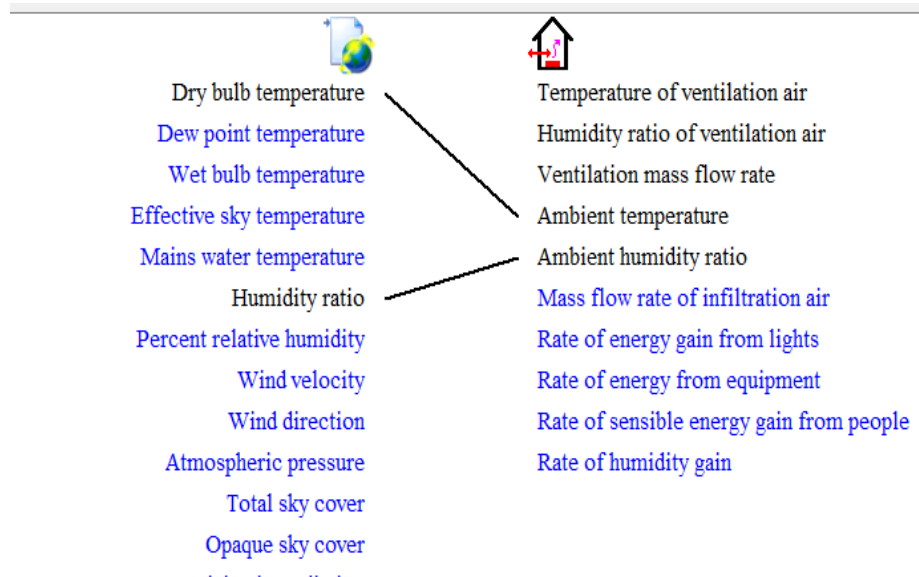 Dry bulb temperature
Dew point temperature
Wet bulb temperature
Effective sky temperature
Mains water temperature
Humidity ratio
Percent relative humidity
Wind velocity
Wind direction
Atmospheric pressure
Total sky cover
Opaque sky cover
Temperature of ventilation air
Humidity ratio of ventilation air
Ventilation mass flow rate
Ambient temperature
Ambient humidity ratio
Mass flow rate of infiltration air
Rate of energy gain from lights
Rate of energy from equipment
Rate of sensible energy gain from people
Rate of humidity gain